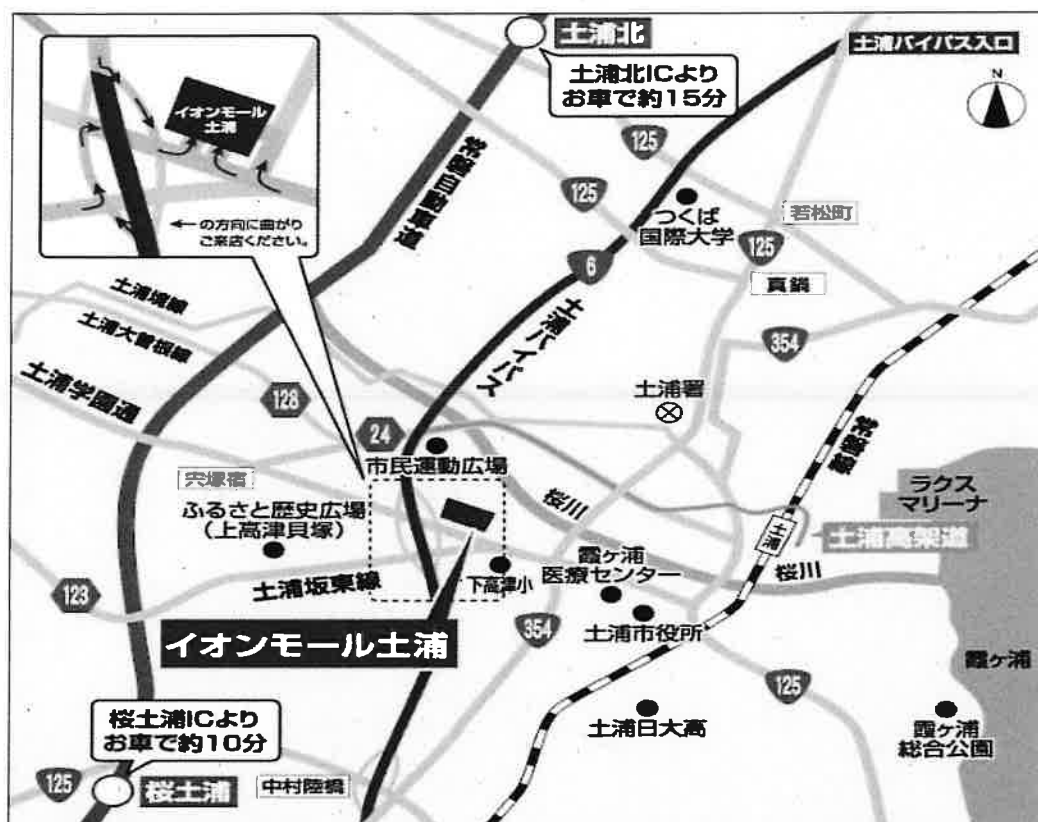 土浦北
土浦バイパス入口
土浦北ICより
お車で約15分
N
イオンモール
土浦
←の方向に曲がり
ご来店ください。
常磐自動車道
125
125
つくば
国際大学
若松町
125
6
真鍋
土浦境線
土浦大曽根線
土浦学園通
土浦バイパス
354
128
24
土浦署
常磐線
市民運動広場
宍塚宿
桜川
ラクス
マリーナ
ふるさと歴史広場
(上高津貝塚)
土浦
土浦高架道
霞ヶ浦
医療センター
桜川
土浦坂東線
下高津小
123
354
土浦市役所
イオンモール土浦
霞ヶ浦
125
桜土浦ICより
お車で約10分
土浦日大高
霞ヶ浦
総合公園
125
桜土浦
中村陸橋